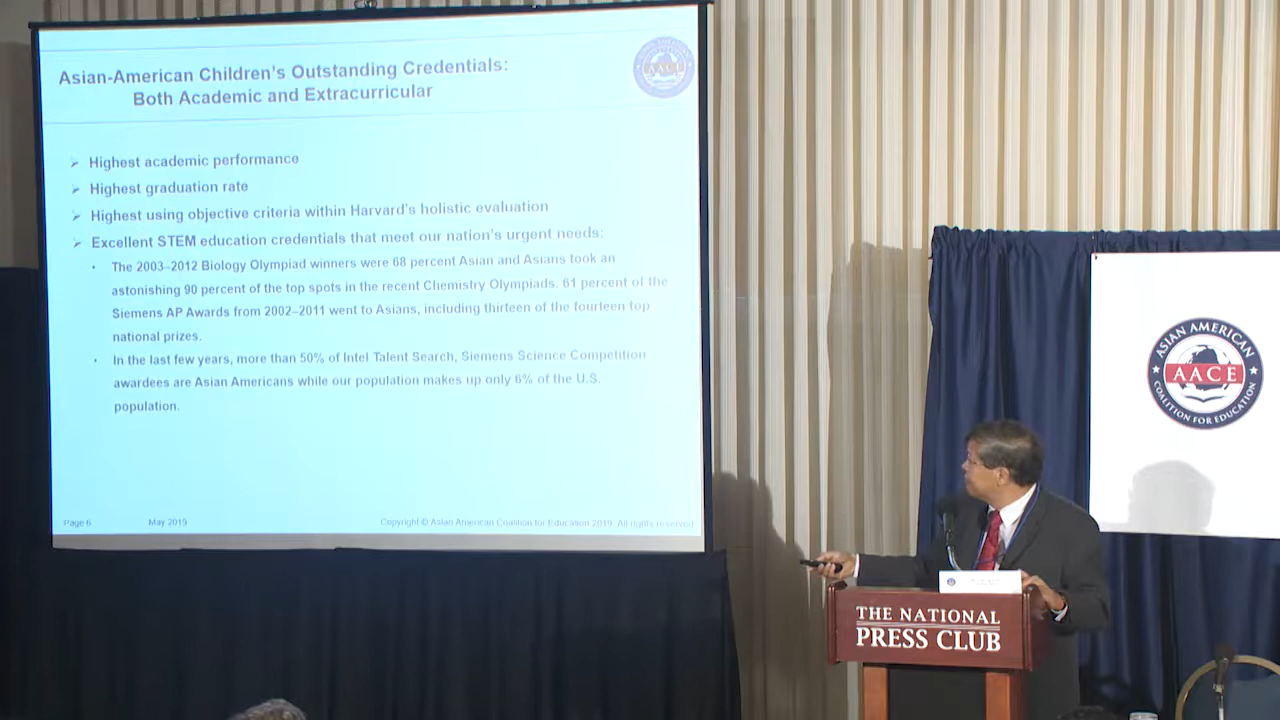 Asian-American Children's Outstanding Credentials:
Both Academic and Extracurricular
AACE
Highest academic performance
Highest graduation rate
Highest using objective criteria within Harvard's holistic evaluation
Excellent STEM education credentials that meet our nation's urgent needs:
The 2003–2012 Biology Olympiad winners were 68 percent Asian and Asians took an
astonishing 90 percent of the top spots in the recent Chemistry Olympiads. 61 percent of the
Siemens AP Awards from 2002–2011 went to Asians, including thirteen of the fourteen top
national prizes.
In the last few years, more than 50% of Intel Talent Search, Siemens Science Competition
awardees are Asian Americans while our population makes up only 6% of the U.S.
population.
Page 6 May 2019 Copyright © Asian American Coalition for Education 2019. All rights reserved
ASIAN AMERICAN
AACE
COALITION FOR EDUCATION
THE NATIONAL
PRESS CLUB